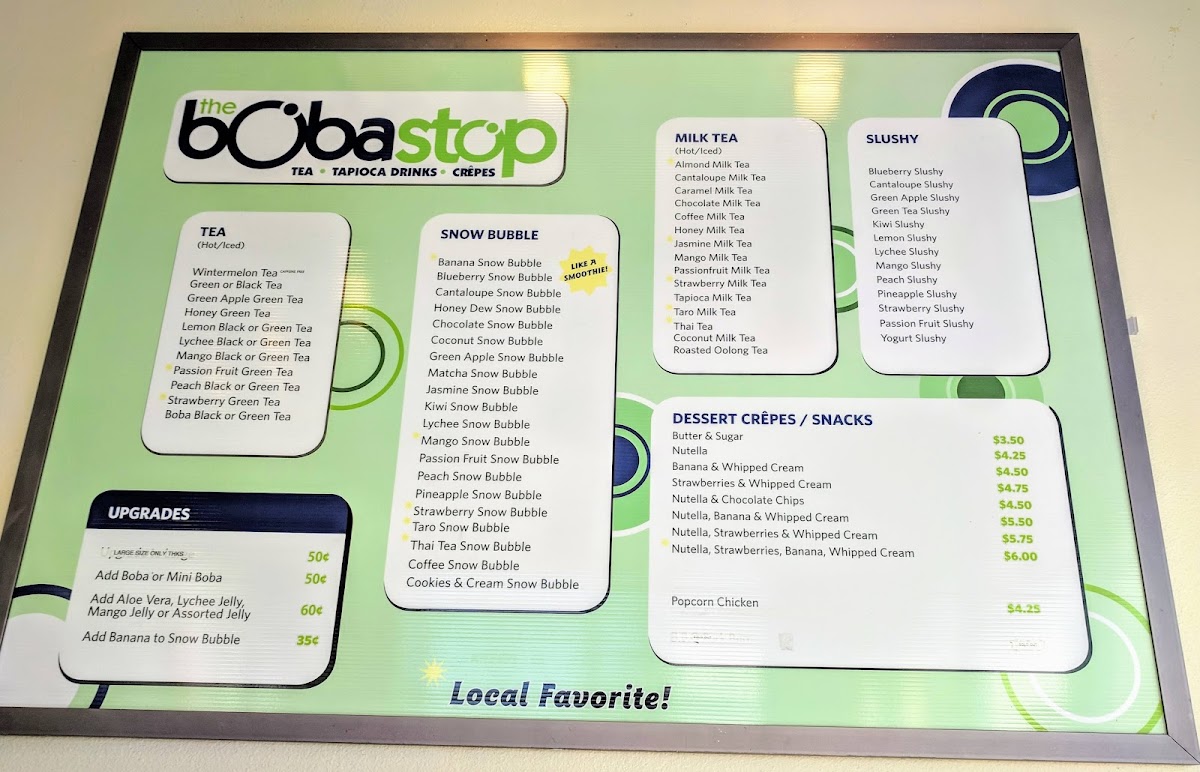 the
bobastop
TEA • TAPIOCA DRINKS • CRÊPES
TEA
(Hot/Iced)
Wintermelon Tea CAFFEINE FREE
Green or Black Tea
Green Apple Green Tea
Honey Green Tea
Lemon Black or Green Tea
Lychee Black or Green Tea
Mango Black or Green Tea
Passion Fruit Green Tea
Peach Black or Green Tea
Strawberry Green Tea
Boba Black or Green Tea
UPGRADES
LARGE SIZE ONLY THKS 50¢
Add Boba or Mini Boba 50¢
Add Aloe Vera, Lychee Jelly,
Mango Jelly or Assorted Jelly 60¢
Add Banana to Snow Bubble 35¢
SNOW BUBBLE
LIKE A
SMOOTHIE!
Banana Snow Bubble
Blueberry Snow Bubble
Cantaloupe Snow Bubble
Honey Dew Snow Bubble
Chocolate Snow Bubble
Coconut Snow Bubble
Green Apple Snow Bubble
Matcha Snow Bubble
Jasmine Snow Bubble
Kiwi Snow Bubble
Lychee Snow Bubble
Mango Snow Bubble
Passion Fruit Snow Bubble
Peach Snow Bubble
Pineapple Snow Bubble
Strawberry Snow Bubble
Taro Snow Bubble
Thai Tea Snow Bubble
Coffee Snow Bubble
Cookies & Cream Snow Bubble
MILK TEA
(Hot/Iced)
Almond Milk Tea
Cantaloupe Milk Tea
Caramel Milk Tea
Chocolate Milk Tea
Coffee Milk Tea
Honey Milk Tea
Jasmine Milk Tea
Mango Milk Tea
Passionfruit Milk Tea
Strawberry Milk Tea
Tapioca Milk Tea
Taro Milk Tea
Thai Tea
Coconut Milk Tea
Roasted Oolong Tea
SLUSHY
Blueberry Slushy
Cantaloupe Slushy
Green Apple Slushy
Green Tea Slushy
Kiwi Slushy
Lemon Slushy
Lychee Slushy
Mango Slushy
Peach Slushy
Pineapple Slushy
Strawberry Slushy
Passion Fruit Slushy
Yogurt Slushy
DESSERT CRÊPES / SNACKS
Butter & Sugar $3.50
Nutella $4.25
Banana & Whipped Cream $4.50
Strawberries & Whipped Cream $4.75
Nutella & Chocolate Chips $4.50
Nutella, Banana & Whipped Cream $5.50
Nutella, Strawberries & Whipped Cream $5.75
Nutella, Strawberries, Banana, Whipped Cream $6.00
Popcorn Chicken $4.25
Local Favorite!